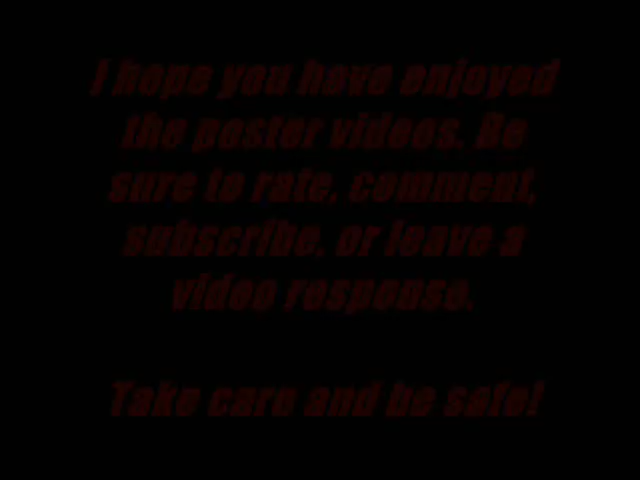 I hope you have enjoyed
the poster videos. Be
sure to rate, comment,
subscribe, or leave a
video response.
Take care and be safe!